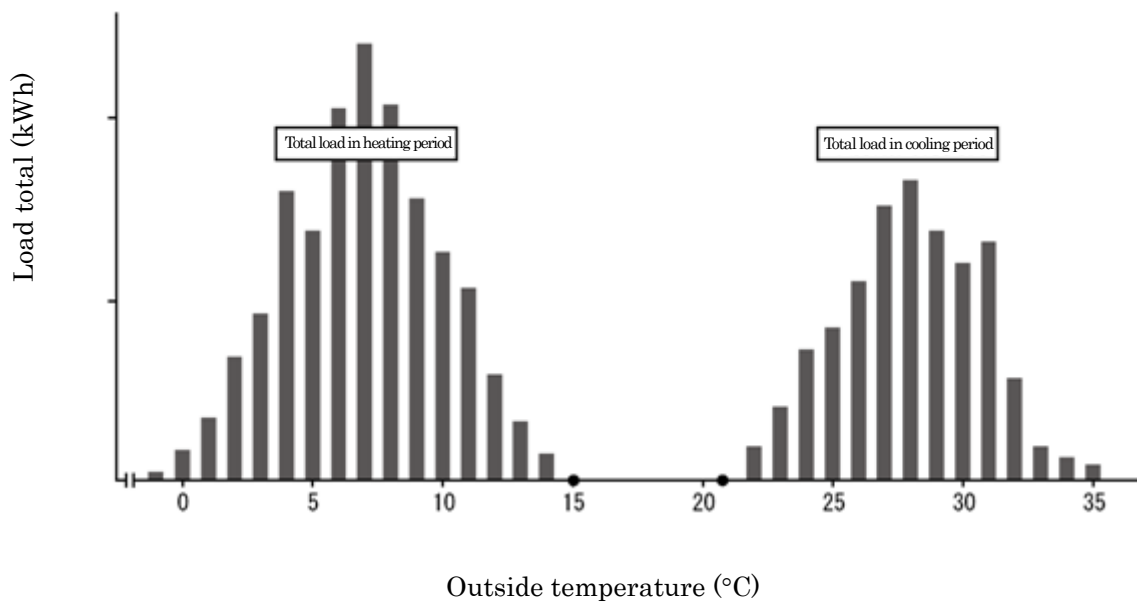 Load total (kWh)
Total load in heating period
Total load in cooling period
0 5 10 15 20 25 30 35
Outside temperature (°C)